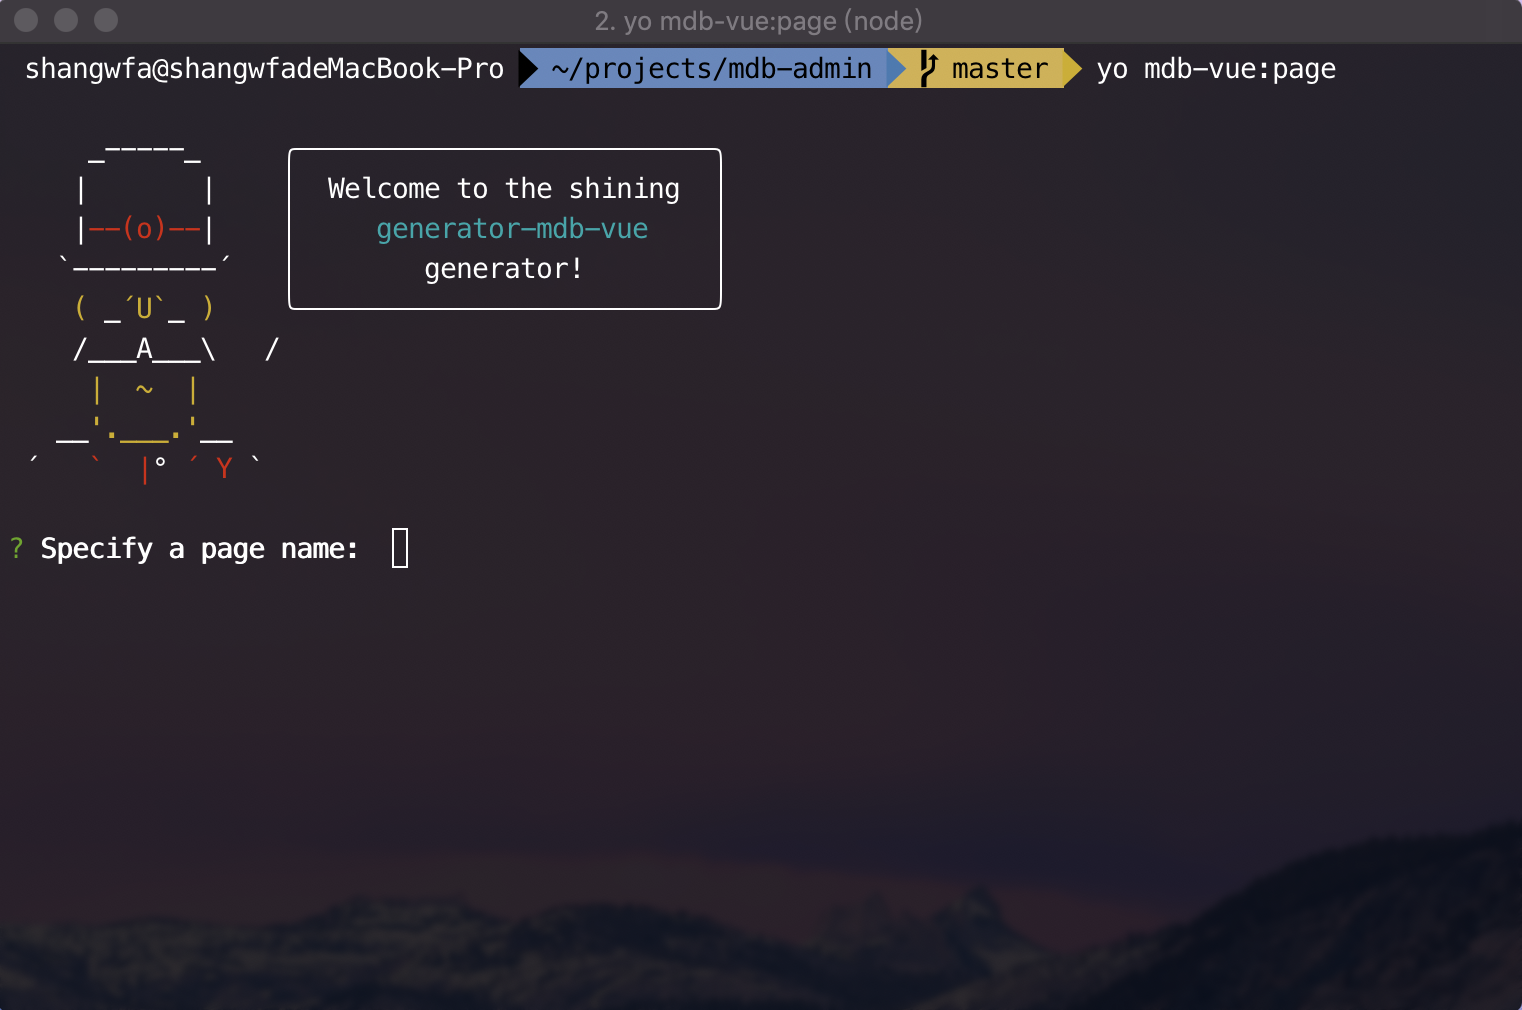 2. yo mdb-vue:page (node)
shangwfa@shangwfadeMacBook-Pro ~/projects/mdb-admin master yo mdb-vue:page
_-----_
|       |
|--(o)--|
`---------´
( _´U`_ )
/___A___\   /
|  ~  |
__'.___.'__
´   `  |° ´ Y `
Welcome to the shining
generator-mdb-vue
generator!
? Specify a page name: